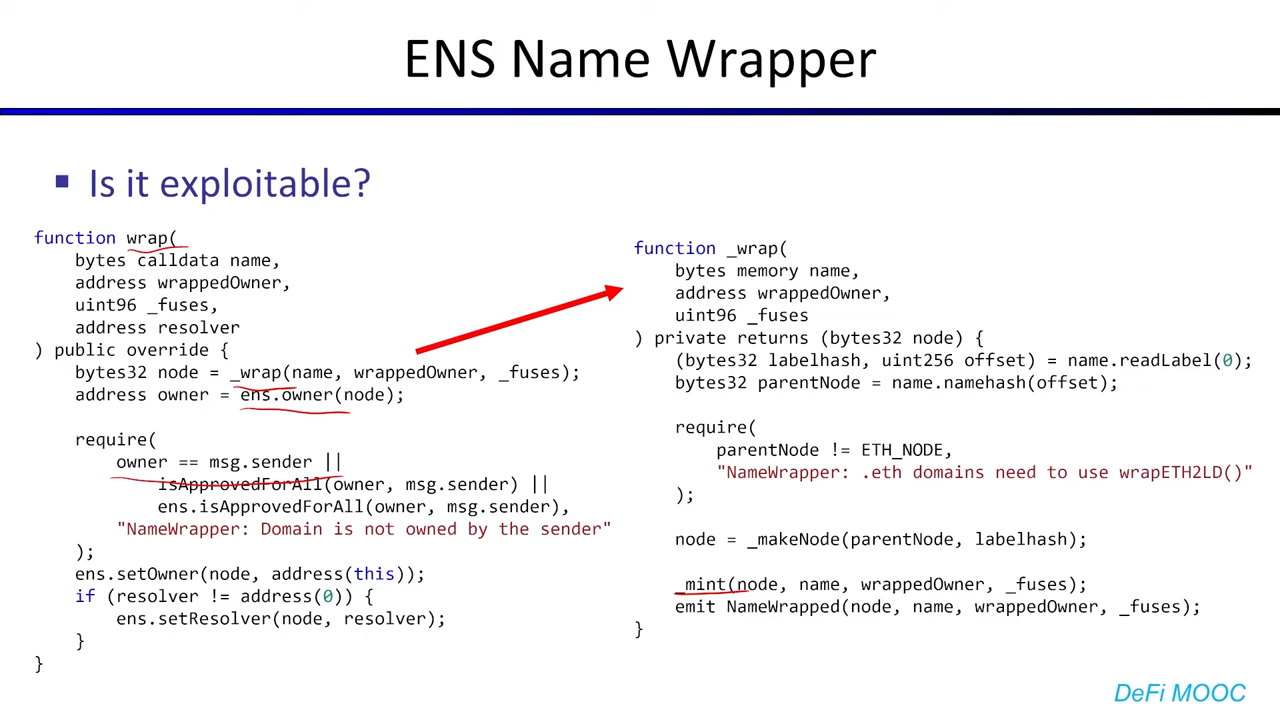 ENS Name Wrapper
▪ Is it exploitable?
function wrap(
bytes calldata name,
address wrappedOwner,
uint96 _fuses,
address resolver
) public override {
bytes32 node = _wrap(name, wrappedOwner, _fuses);
address owner = ens.owner(node);
require(
owner == msg.sender ||
isApprovedForAll(owner, msg.sender) ||
ens.isApprovedForAll(owner, msg.sender),
"NameWrapper: Domain is not owned by the sender"
);
ens.setOwner(node, address(this));
if (resolver != address(0)) {
ens.setResolver(node, resolver);
}
}
function _wrap(
bytes memory name,
address wrappedOwner,
uint96 _fuses
) private returns (bytes32 node) {
(bytes32 labelhash, uint256 offset) = name.readLabel(0);
bytes32 parentNode = name.namehash(offset);
require(
parentNode != ETH_NODE,
"NameWrapper: .eth domains need to use wrapETH2LD()"
);
node = _makeNode(parentNode, labelhash);
_mint(node, name, wrappedOwner, _fuses);
emit NameWrapped(node, name, wrappedOwner, _fuses);
}
DeFi MOOC